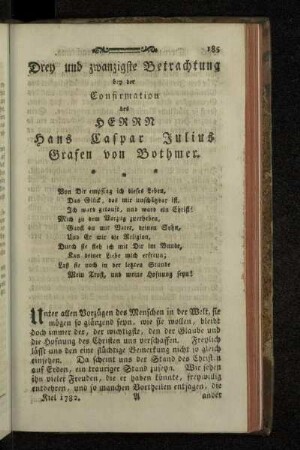 185
Drey und zwanzigste Betrachtung
bey der
Confirmation
des
HERRN
Hans Caspar Julius
Grafen von Bothmer.
Von Dir empfing ich dieses Leben,
Das Glück, das mir unschätzbar ist,
Ich ward getauft, und ward ein Christ!
Mich zu dem Vorzug zuerheben,
Giebst du mir Vater, deinen Sohn,
Und Er mir die Religion,
Durch sie steh ich mit Dir im Bunde,
Kan deiner Liebe mich erfreun;
Laß sie noch in der letzten Stunde
Mein Trost, und meine Hofnung seyn!
Unter allen Vorzügen des Menschen in der Welt, sie
mögen so glänzend seyn, wie sie wollen, bleibt
doch immer der, der wichtigste, den der Glaube und
die Hofnung des Christen uns verschaffen. Freylich
läßt uns den eine flüchtige Bemerkung nicht so gleich
einsehen. Da scheint uns der Stand des Christen
auf Erden, ein trauriger Stand zuseyn. Wir sehen
ihn vieler Freuden, die er haben könnte, freywillig
entbehren, und so manchen Vortheilen entsagen, die
Kiel 1782. A ander